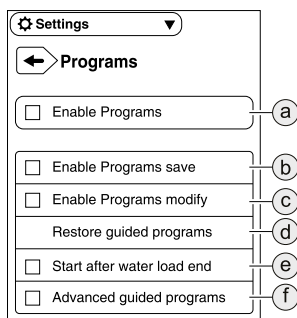 Settings
Programs
Enable Programs a
Enable Programs save b
Enable Programs modify c
Restore guided programs d
Start after water load end e
Advanced guided programs f